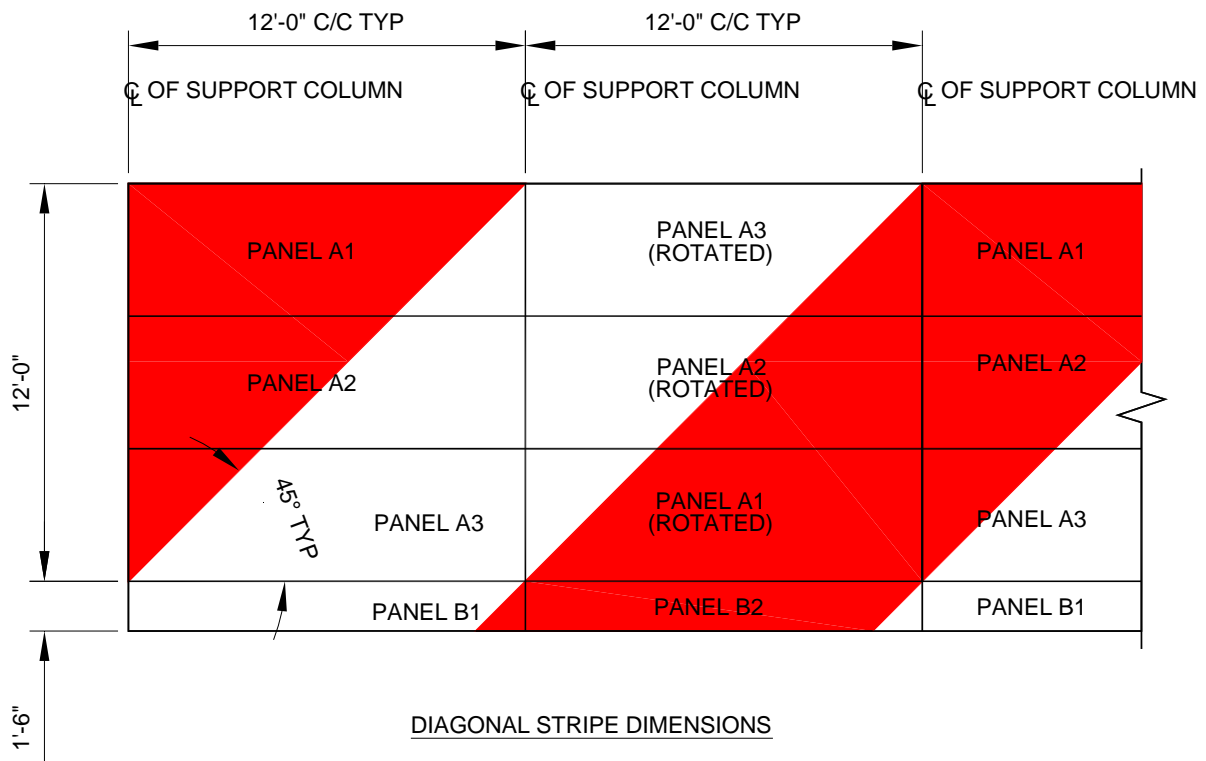 12'-0" C/C TYP
12'-0" C/C TYP
℄ OF SUPPORT COLUMN
℄ OF SUPPORT COLUMN
℄ OF SUPPORT COLUMN
PANEL A1
PANEL A3
(ROTATED)
PANEL A1
12'-0"
PANEL A2
PANEL A2
(ROTATED)
PANEL A2
45° TYP
PANEL A3
PANEL A1
(ROTATED)
PANEL A3
PANEL B1
PANEL B2
PANEL B1
1'-6"
DIAGONAL STRIPE DIMENSIONS